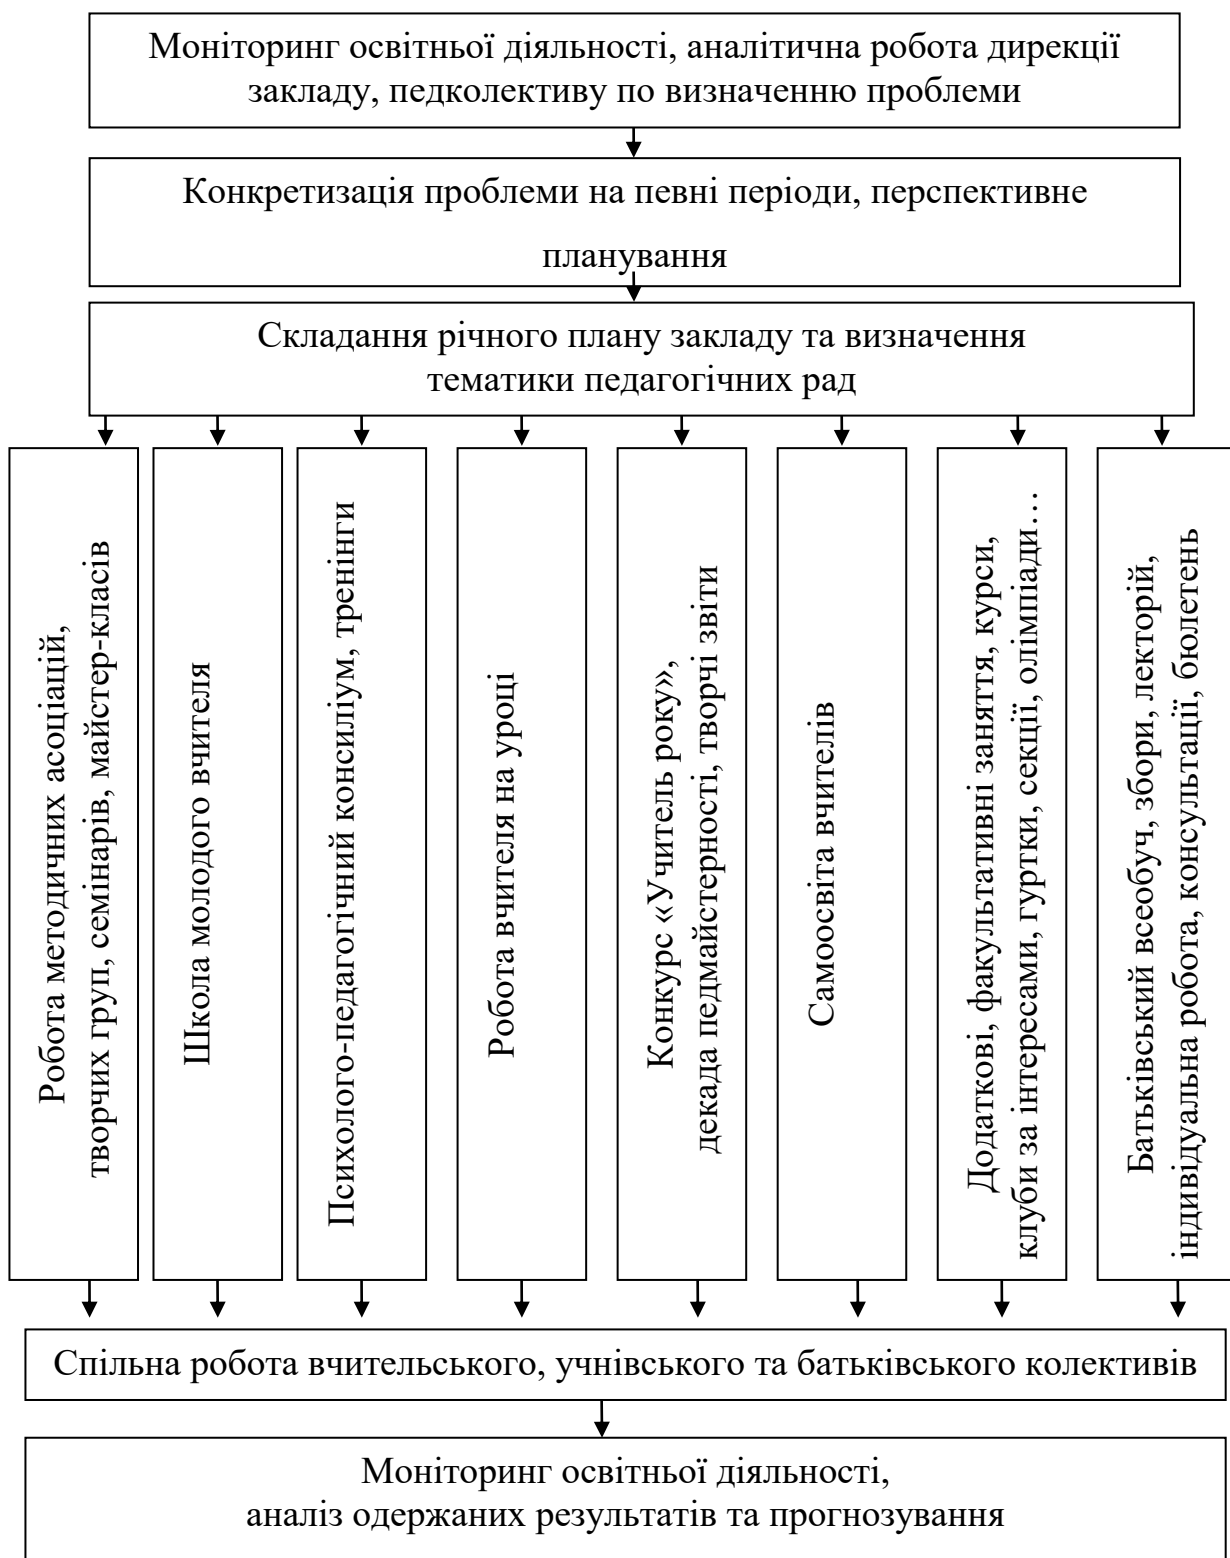 Моніторинг освітньої діяльності, аналітична робота дирекції
закладу, педколективу по визначенню проблеми
Конкретизація проблеми на певні періоди, перспективне
планування
Складання річного плану закладу та визначення
тематики педагогічних рад
Робота методичних асоціацій,
творчих груп, семінарів, майстер-класів
Школа молодого вчителя
Психолого-педагогічний консиліум, тренінги
Робота вчителя на уроці
Конкурс «Учитель року»,
декада педмайстерності, творчі звіти
Самоосвіта вчителів
Додаткові, факультативні заняття, курси,
клуби за інтересами, гуртки, секції, олімпіади…
Батьківський всеобуч, збори, лекторій,
індивідуальна робота, консультації, бюлетень
Спільна робота вчительського, учнівського та батьківського колективів
Моніторинг освітньої діяльності,
аналіз одержаних результатів та прогнозування